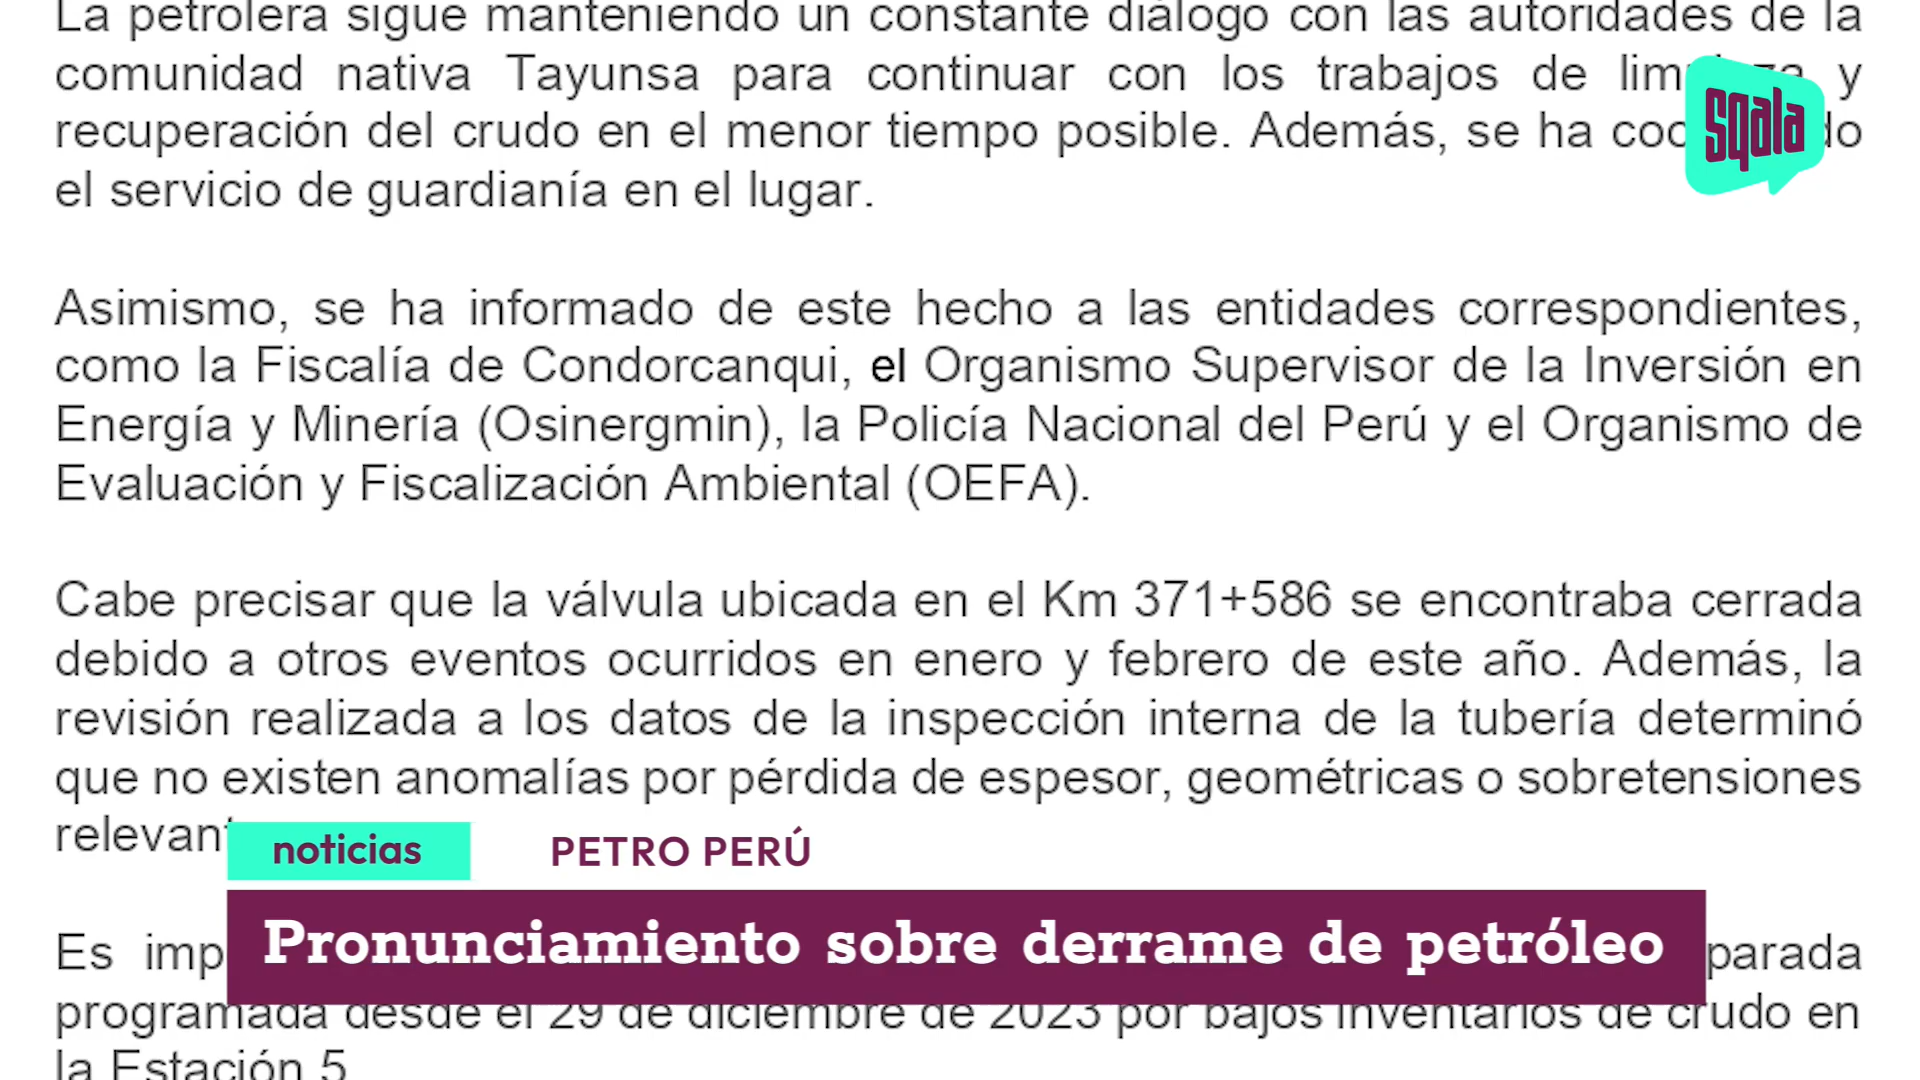 La petrolera sigue manteniendo un constante diálogo con las autoridades de la
comunidad nativa Tayunsa para continuar con los trabajos de y
recuperación del crudo en el menor tiempo posible. Además, se ha
el servicio de guardianía en el lugar.
sqala
Asimismo, se ha informado de este hecho a las entidades correspondientes,
como la Fiscalía de Condorcanqui, el Organismo Supervisor de la Inversión en
Energía y Minería (Osinergmin), la Policía Nacional del Perú y el Organismo de
Evaluación y Fiscalización Ambiental (OEFA).
Cabe precisar que la válvula ubicada en el Km 371+586 se encontraba cerrada
debido a otros eventos ocurridos en enero y febrero de este año. Además, la
revisión realizada a los datos de la inspección interna de la tubería determinó
que no existen anomalías por pérdida de espesor, geométricas o sobretensiones
noticias
PETRO PERÚ
Pronunciamiento sobre derrame de petróleo
Es parada
programada desde el 29 de diciembre de 2023 por bajos inventarios de crudo en
la Estación 5